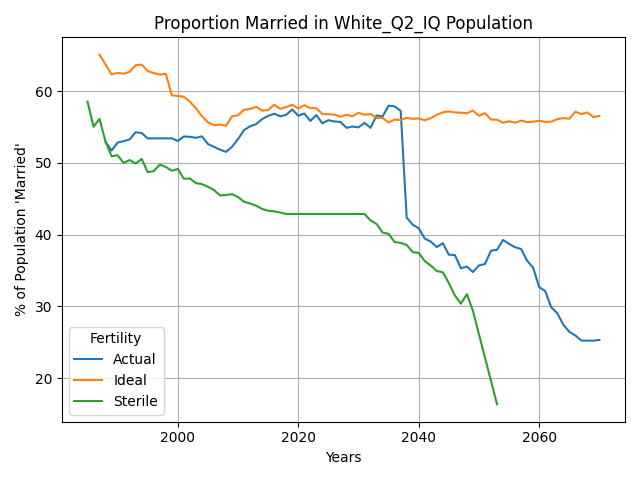 Proportion Married in White_Q2_IQ Population
% of Population 'Married'
60
50
40
30
20
Fertility
Actual
Ideal
Sterile
2000
2020
2040
2060
Years